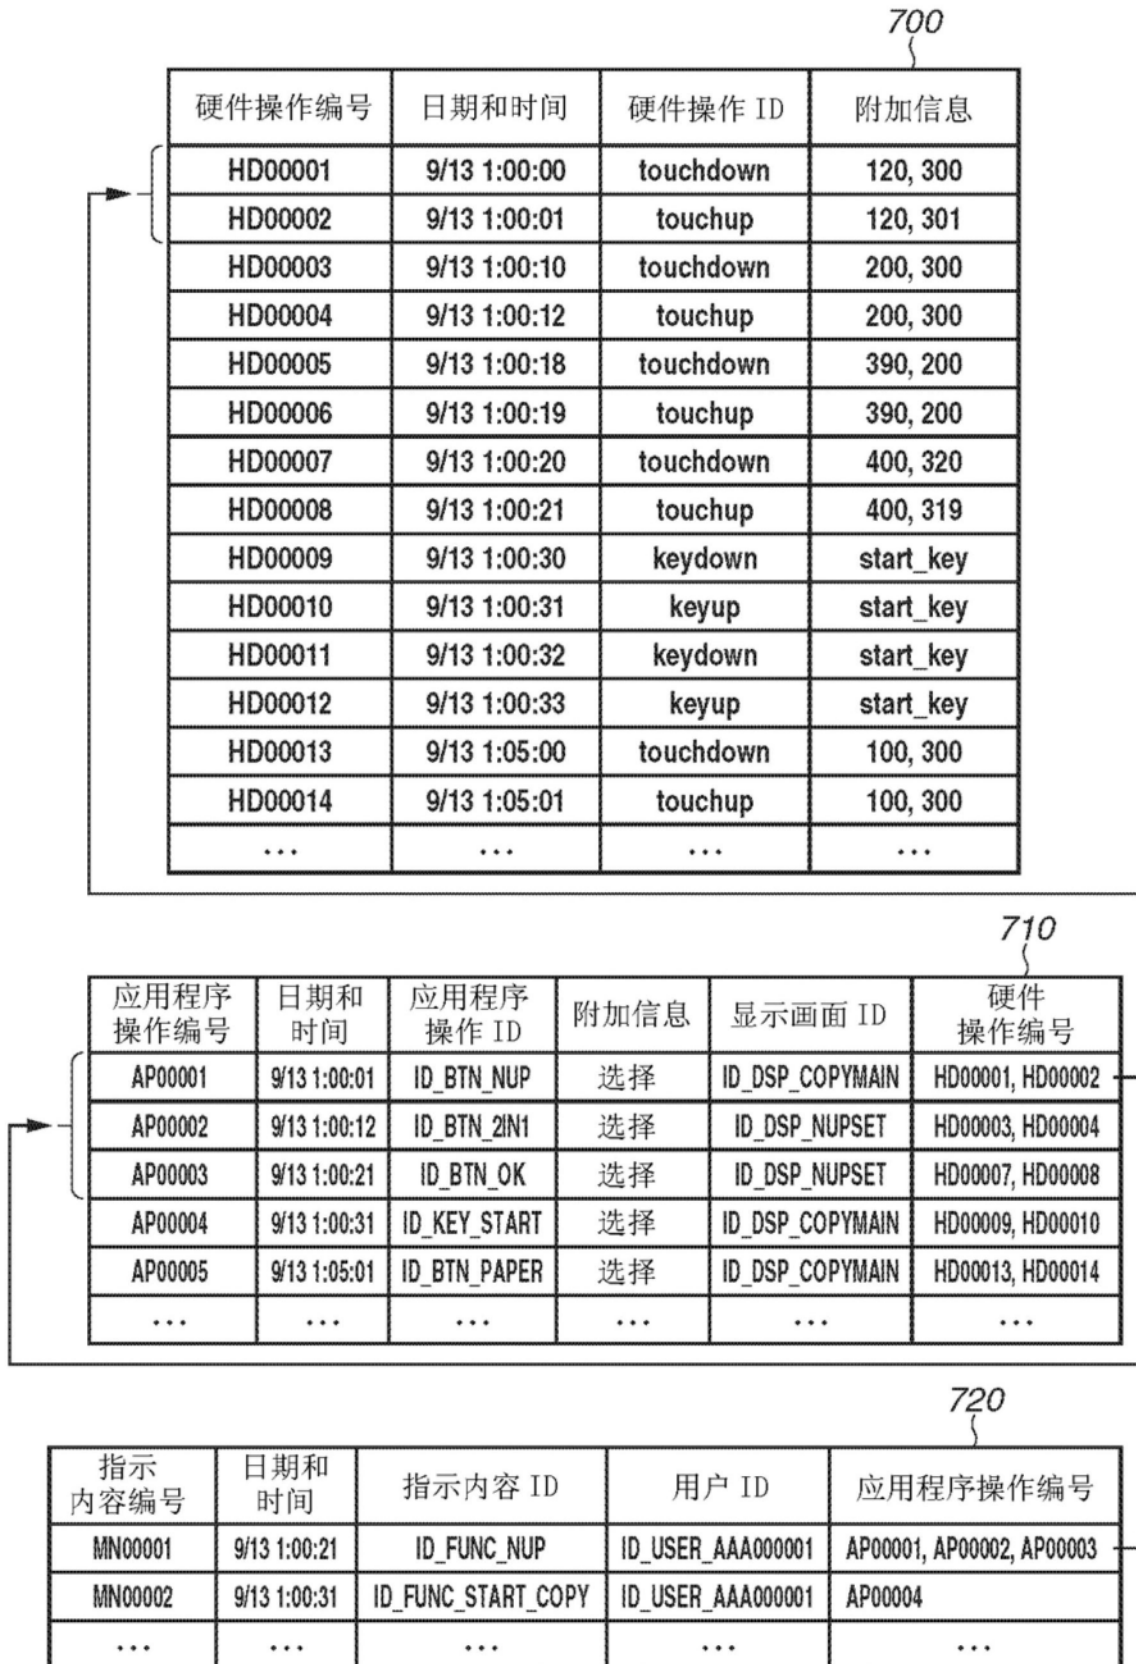 700
硬件操作编号 日期和时间 硬件操作 ID 附加信息
HD00001 9/13 1:00:00 touchdown 120, 300
HD00002 9/13 1:00:01 touchup 120, 301
HD00003 9/13 1:00:10 touchdown 200, 300
HD00004 9/13 1:00:12 touchup 200, 300
HD00005 9/13 1:00:18 touchdown 390, 200
HD00006 9/13 1:00:19 touchup 390, 200
HD00007 9/13 1:00:20 touchdown 400, 320
HD00008 9/13 1:00:21 touchup 400, 319
HD00009 9/13 1:00:30 keydown start_key
HD00010 9/13 1:00:31 keyup start_key
HD00011 9/13 1:00:32 keydown start_key
HD00012 9/13 1:00:33 keyup start_key
HD00013 9/13 1:05:00 touchdown 100, 300
HD00014 9/13 1:05:01 touchup 100, 300
... ... ... ...
710
应用程序 日期和 应用程序 附加信息 显示画面 ID 硬件
操作编号 时间 操作 ID 操作编号
AP00001 9/13 1:00:01 ID_BTN_NUP 选择 ID_DSP_COPYMAIN HD00001, HD00002
AP00002 9/13 1:00:12 ID_BTN_2IN1 选择 ID_DSP_NUPSET HD00003, HD00004
AP00003 9/13 1:00:21 ID_BTN_OK 选择 ID_DSP_NUPSET HD00007, HD00008
AP00004 9/13 1:00:31 ID_KEY_START 选择 ID_DSP_COPYMAIN HD00009, HD00010
AP00005 9/13 1:05:01 ID_BTN_PAPER 选择 ID_DSP_COPYMAIN HD00013, HD00014
... ... ... ... ... ...
720
指示 日期和 指示内容 ID 用户 ID 应用程序操作编号
内容编号 时间
MN00001 9/13 1:00:21 ID_FUNC_NUP ID_USER_AAA000001 AP00001, AP00002, AP00003
MN00002 9/13 1:00:31 ID_FUNC_START_COPY ID_USER_AAA000001 AP00004
... ... ... ... ...